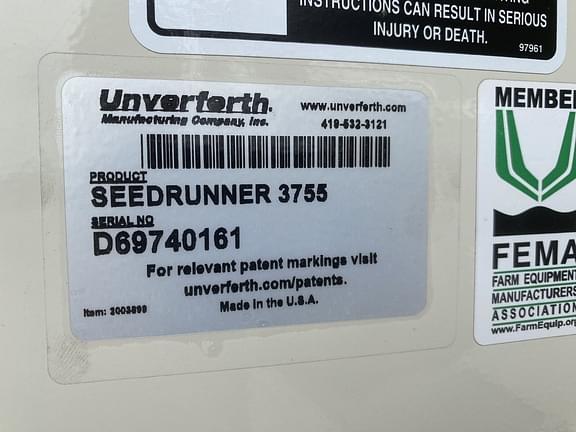 INSTRUCTIONS CAN RESULT IN SERIOUS
INJURY OR DEATH.
97961
Unverferth.
Manufacturing Company, Inc.
www.unverferth.com
419-532-3121
PRODUCT
SEEDRUNNER 3755
SERIAL NO
D69740161
For relevant patent markings visit
unverferth.com/patents.
Made in the U.S.A.
Item:
MEMBER
FEMA
FARM EQUIPMENT
MANUFACTURERS
ASSOCIATION
www.FarmEquip.org